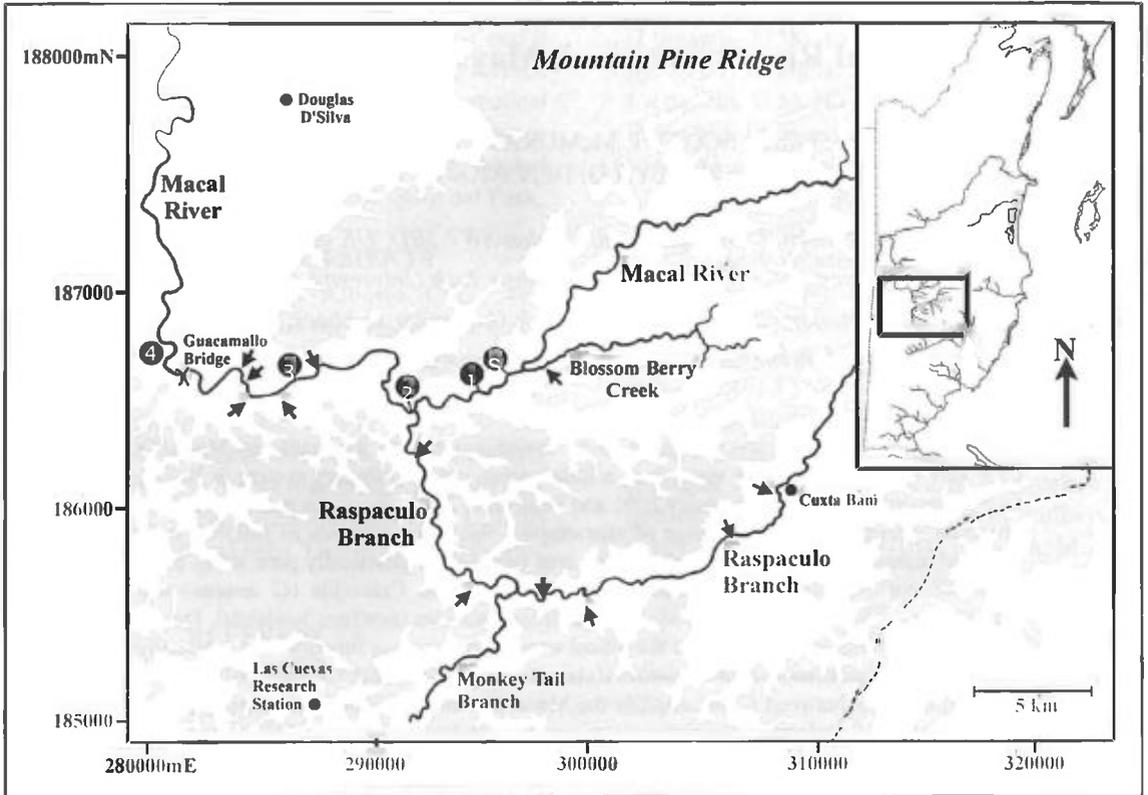 188000mN
Mountain Pine Ridge
Douglas
D'Silva
Macal
River
Macal River
187000
4
Guacamallo
Bridge
3
S
1
2
Blossom Berry
Creek
N
186000
Raspaculo
Branch
Cuxta Bani
Raspaculo
Branch
Las Cuevas
Research
Station
Monkey Tail
Branch
5 km
185000
280000mE
290000
300000
310000
320000